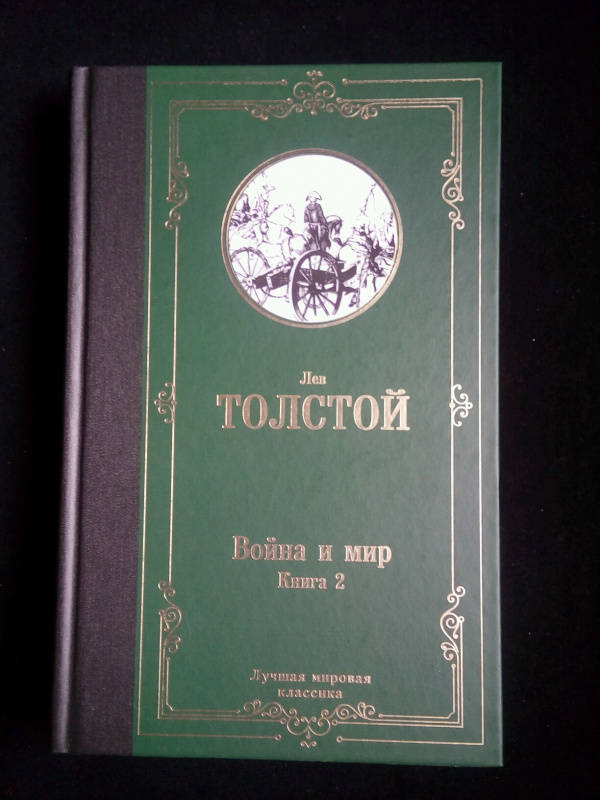 Лев
ТОЛСТОЙ
Война и мир
Книга 2
Лучшая мировая
классика